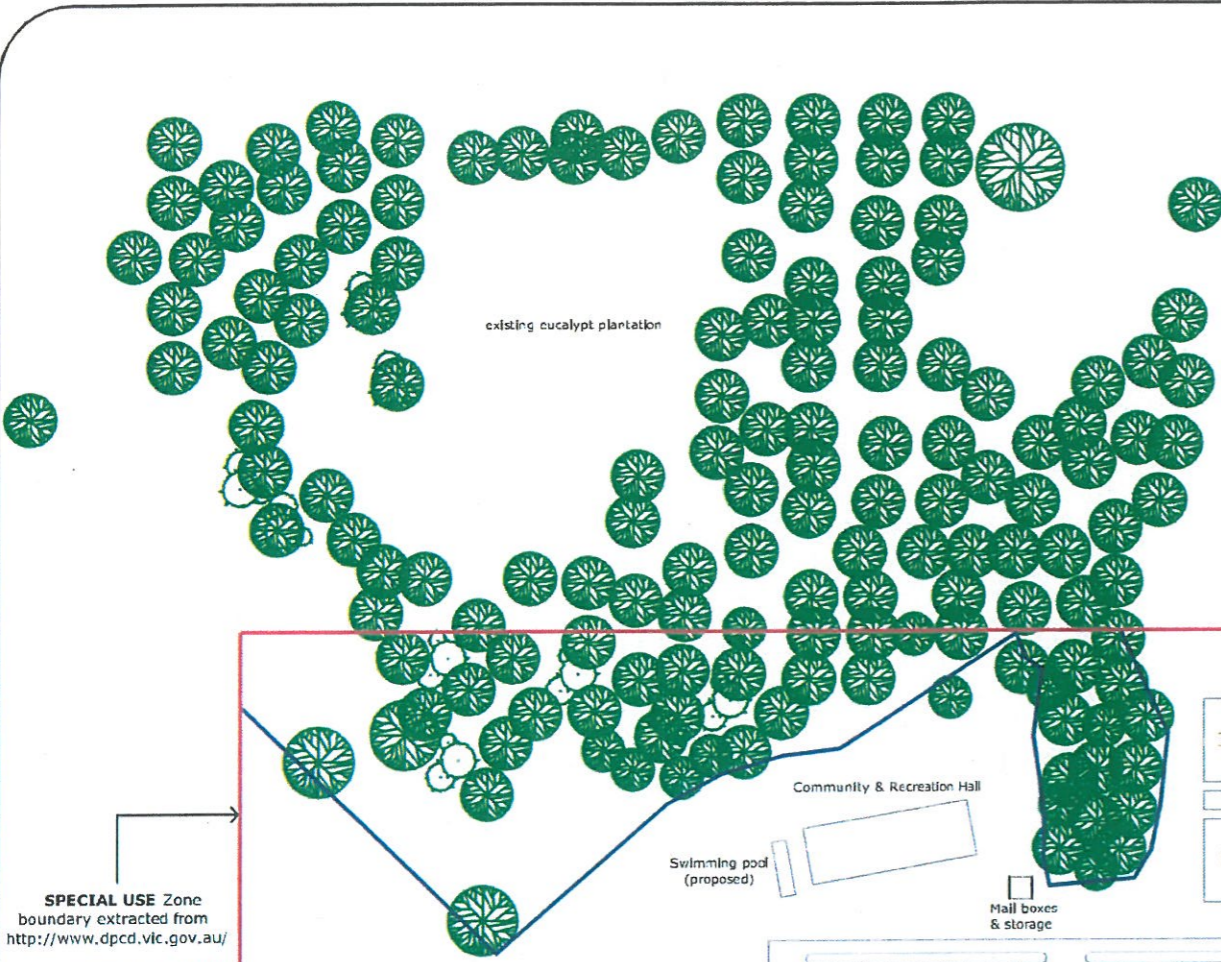 existing eucalypt plantation
Community & Recreation Hall
Swimming pool
(proposed)
SPECIAL USE Zone
boundary extracted from
http://www.dpcd.vic.gov.au/
Mail boxes
& storage